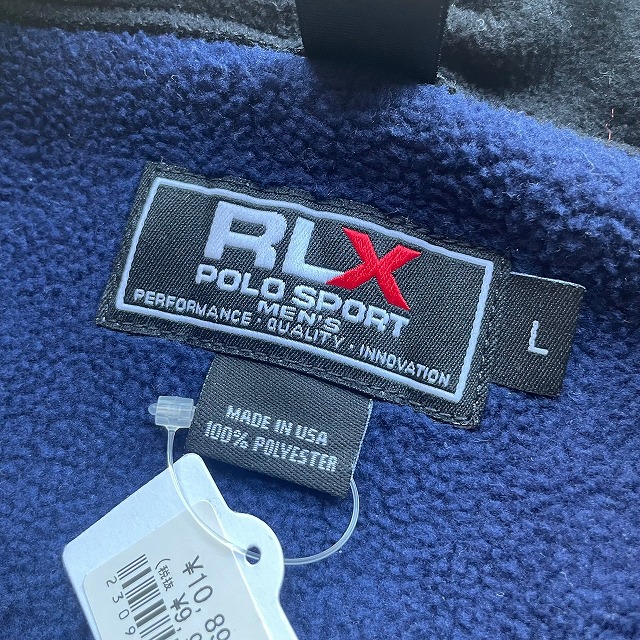 RLX
POLO SPORT
MEN'S
PERFORMANCE · QUALITY · INNOVATION
L
MADE IN USA
100% POLYESTER